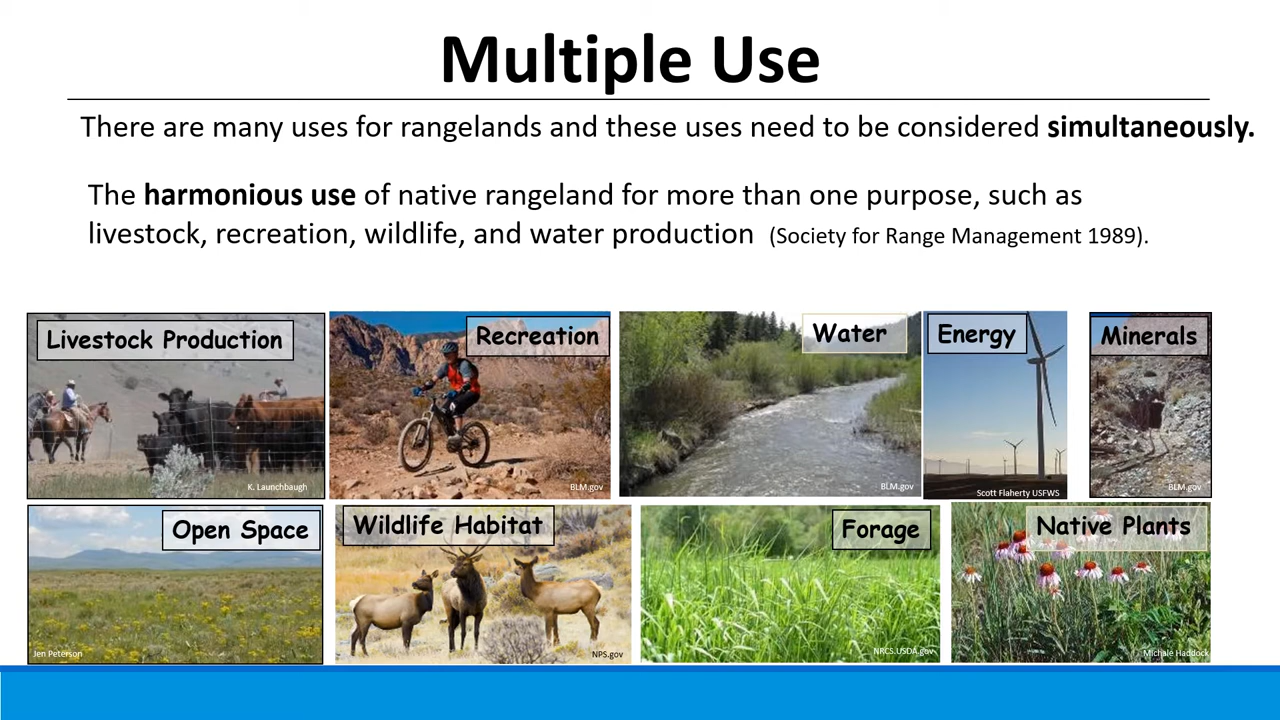 Multiple Use
There are many uses for rangelands and these uses need to be considered simultaneously.
The harmonious use of native rangeland for more than one purpose, such as
livestock, recreation, wildlife, and water production (Society for Range Management 1989).
Livestock Production
K. Launchbaugh
Recreation
BLM.gov
Water
BLM.gov
Energy
Scott Flaherty USFWS
Minerals
BLM.gov
Open Space
Jen Peterson
Wildlife Habitat
NPS.gov
Forage
NRCS.USDA.gov
Native Plants
Michale Haddock